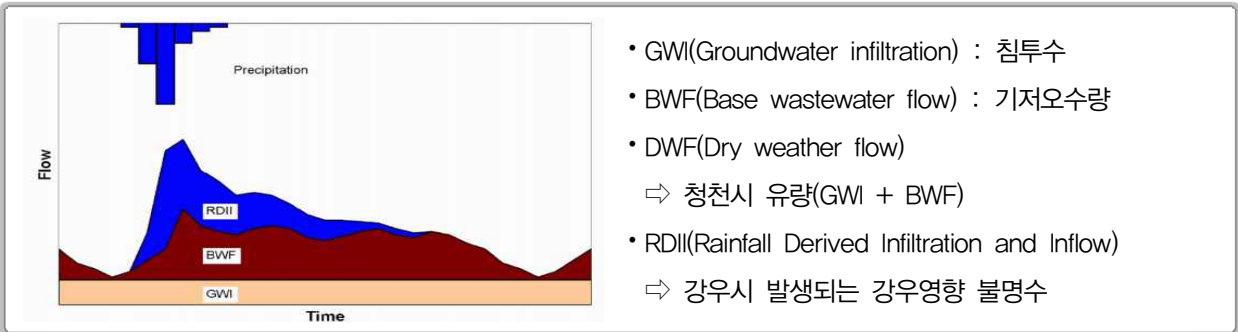 Precipitation
Flow
RDII
BWF
GWI
Time
• GWI(Groundwater infiltration) : 침투수
• BWF(Base wastewater flow) : 기저오수량
• DWF(Dry weather flow)
⇨ 청천시 유량(GWI + BWF)
• RDII(Rainfall Derived Infiltration and Inflow)
⇨ 강우시 발생되는 강우영향 불명수